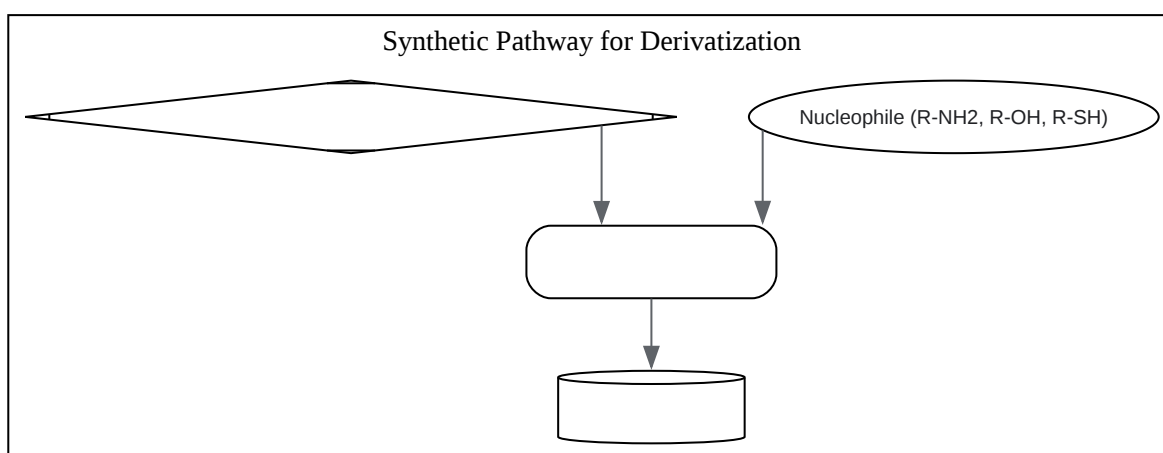 Synthetic Pathway for Derivatization
Nucleophile (R-NH2, R-OH, R-SH)